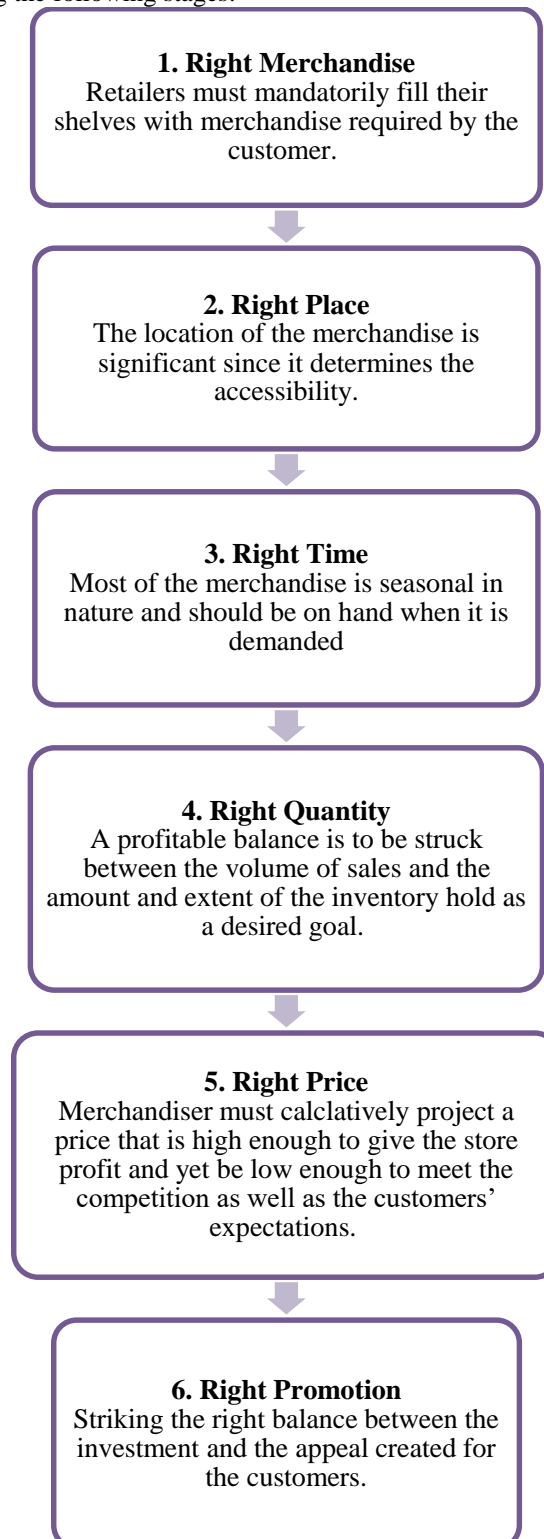 g the following stages:
1. Right Merchandise
Retailers must mandatorily fill their
shelves with merchandise required by the
customer.
2. Right Place
The location of the merchandise is
significant since it determines the
accessibility.
3. Right Time
Most of the merchandise is seasonal in
nature and should be on hand when it is
demanded
4. Right Quantity
A profitable balance is to be struck
between the volume of sales and the
amount and extent of the inventory hold as
a desired goal.
5. Right Price
Merchandiser must calclatively project a
price that is high enough to give the store
profit and yet be low enough to meet the
competition as well as the customers’
expectations.
6. Right Promotion
Striking the right balance between the
investment and the appeal created for
the customers.